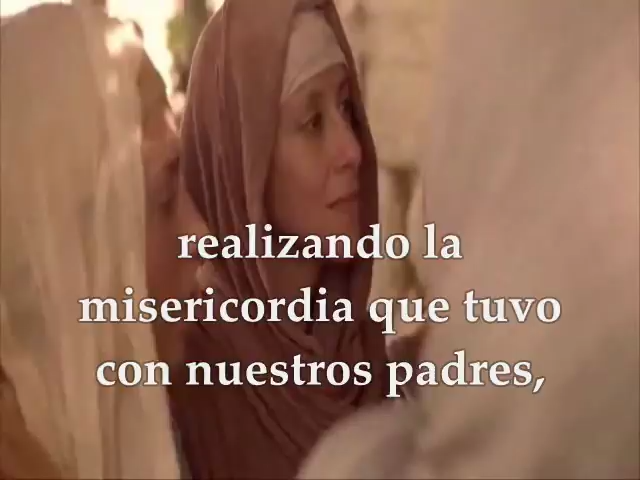 realizando la
misericordia que tuvo
con nuestros padres,